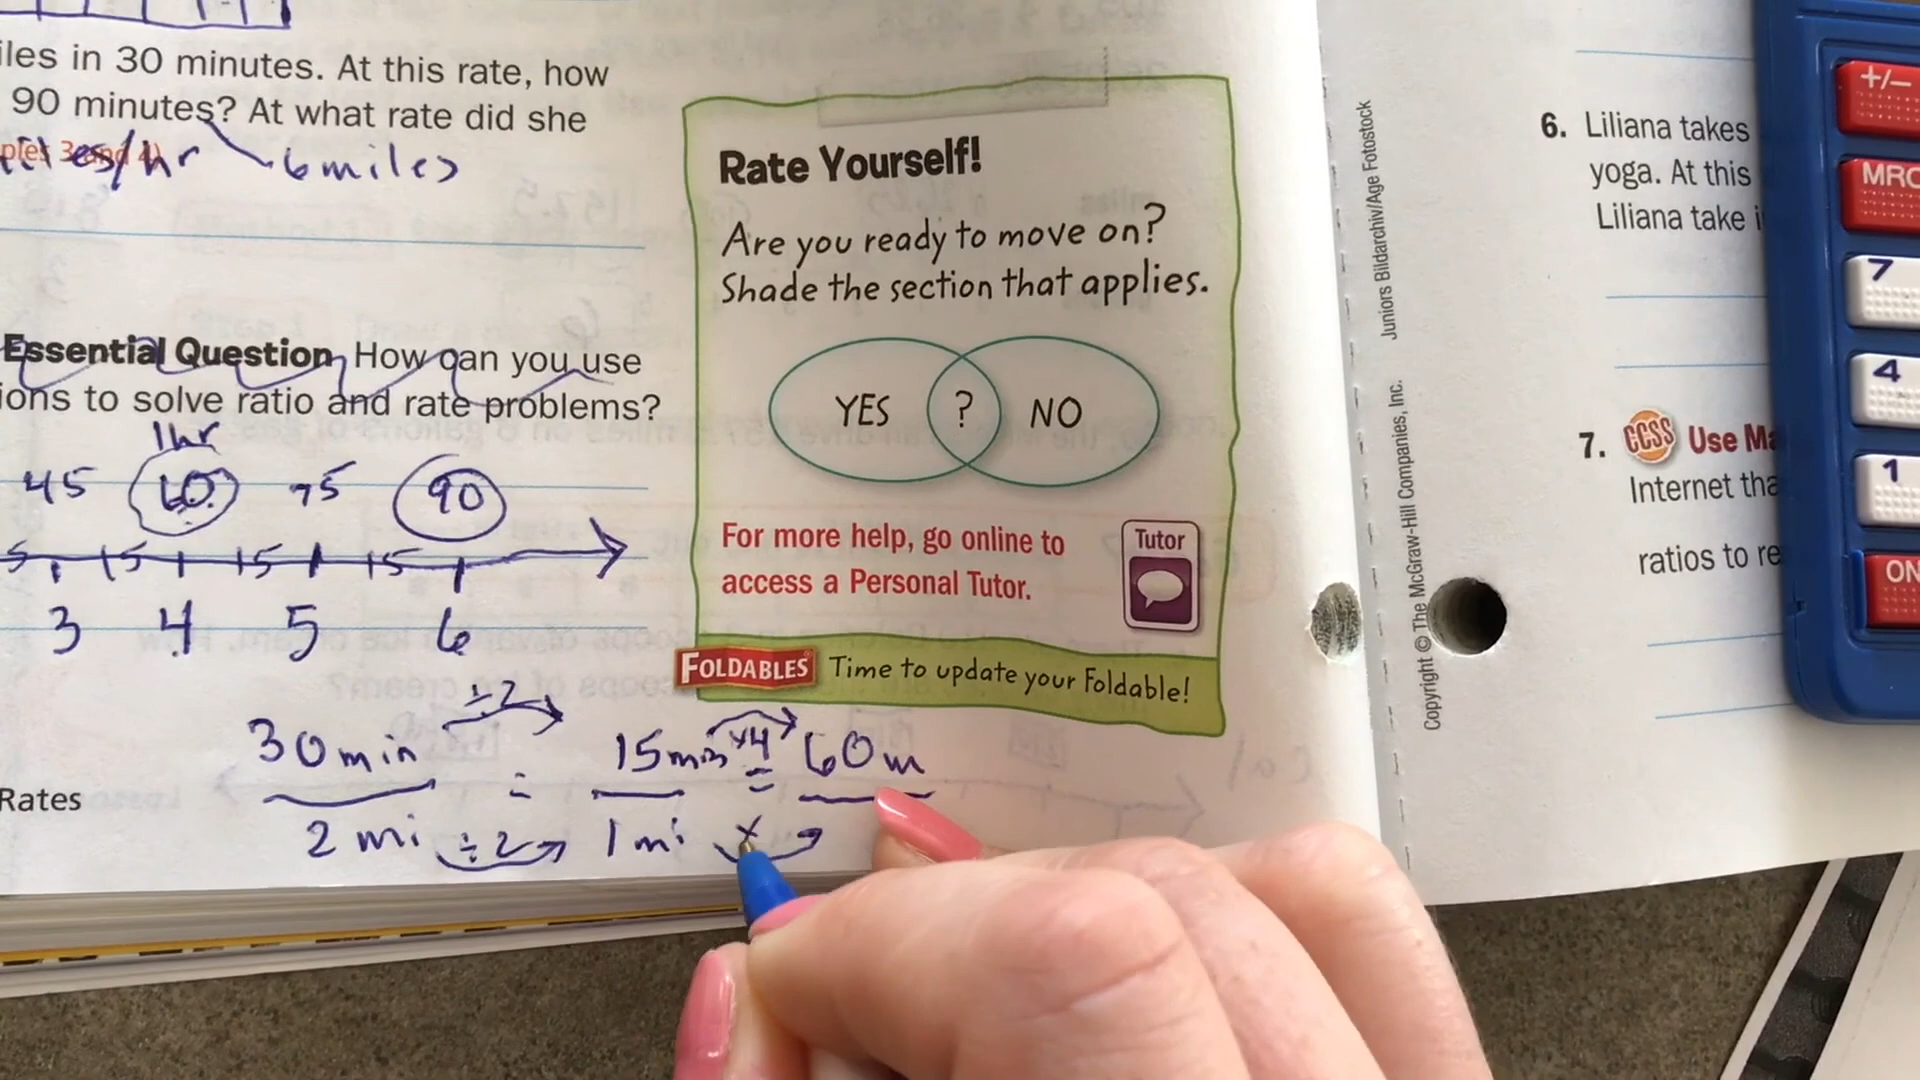 iles in 30 minutes. At this rate, how
90 minutes? At what rate did she
ples 3 and 4)
iles/hr 6 miles
Essential Question How can you use
ions to solve ratio and rate problems?
1hr
45 60 75 90
5 15 15 15
3 4 5 6
÷2
30 min = 15 min x4 = 60 m
2 mi ÷2 1 mi x
Rates
Rate Yourself!
Are you ready to move on?
Shade the section that applies.
YES ? NO
For more help, go online to
access a Personal Tutor.
Tutor
FOLDABLES Time to update your Foldable!
Copyright © The McGraw-Hill Companies, Inc. Juniors Bildarchiv/Age Fotostock
6. Liliana takes
yoga. At this
Liliana take i
7. CCSS Use Ma
Internet tha
ratios to re
+/−
MRC
7
4
1
ON